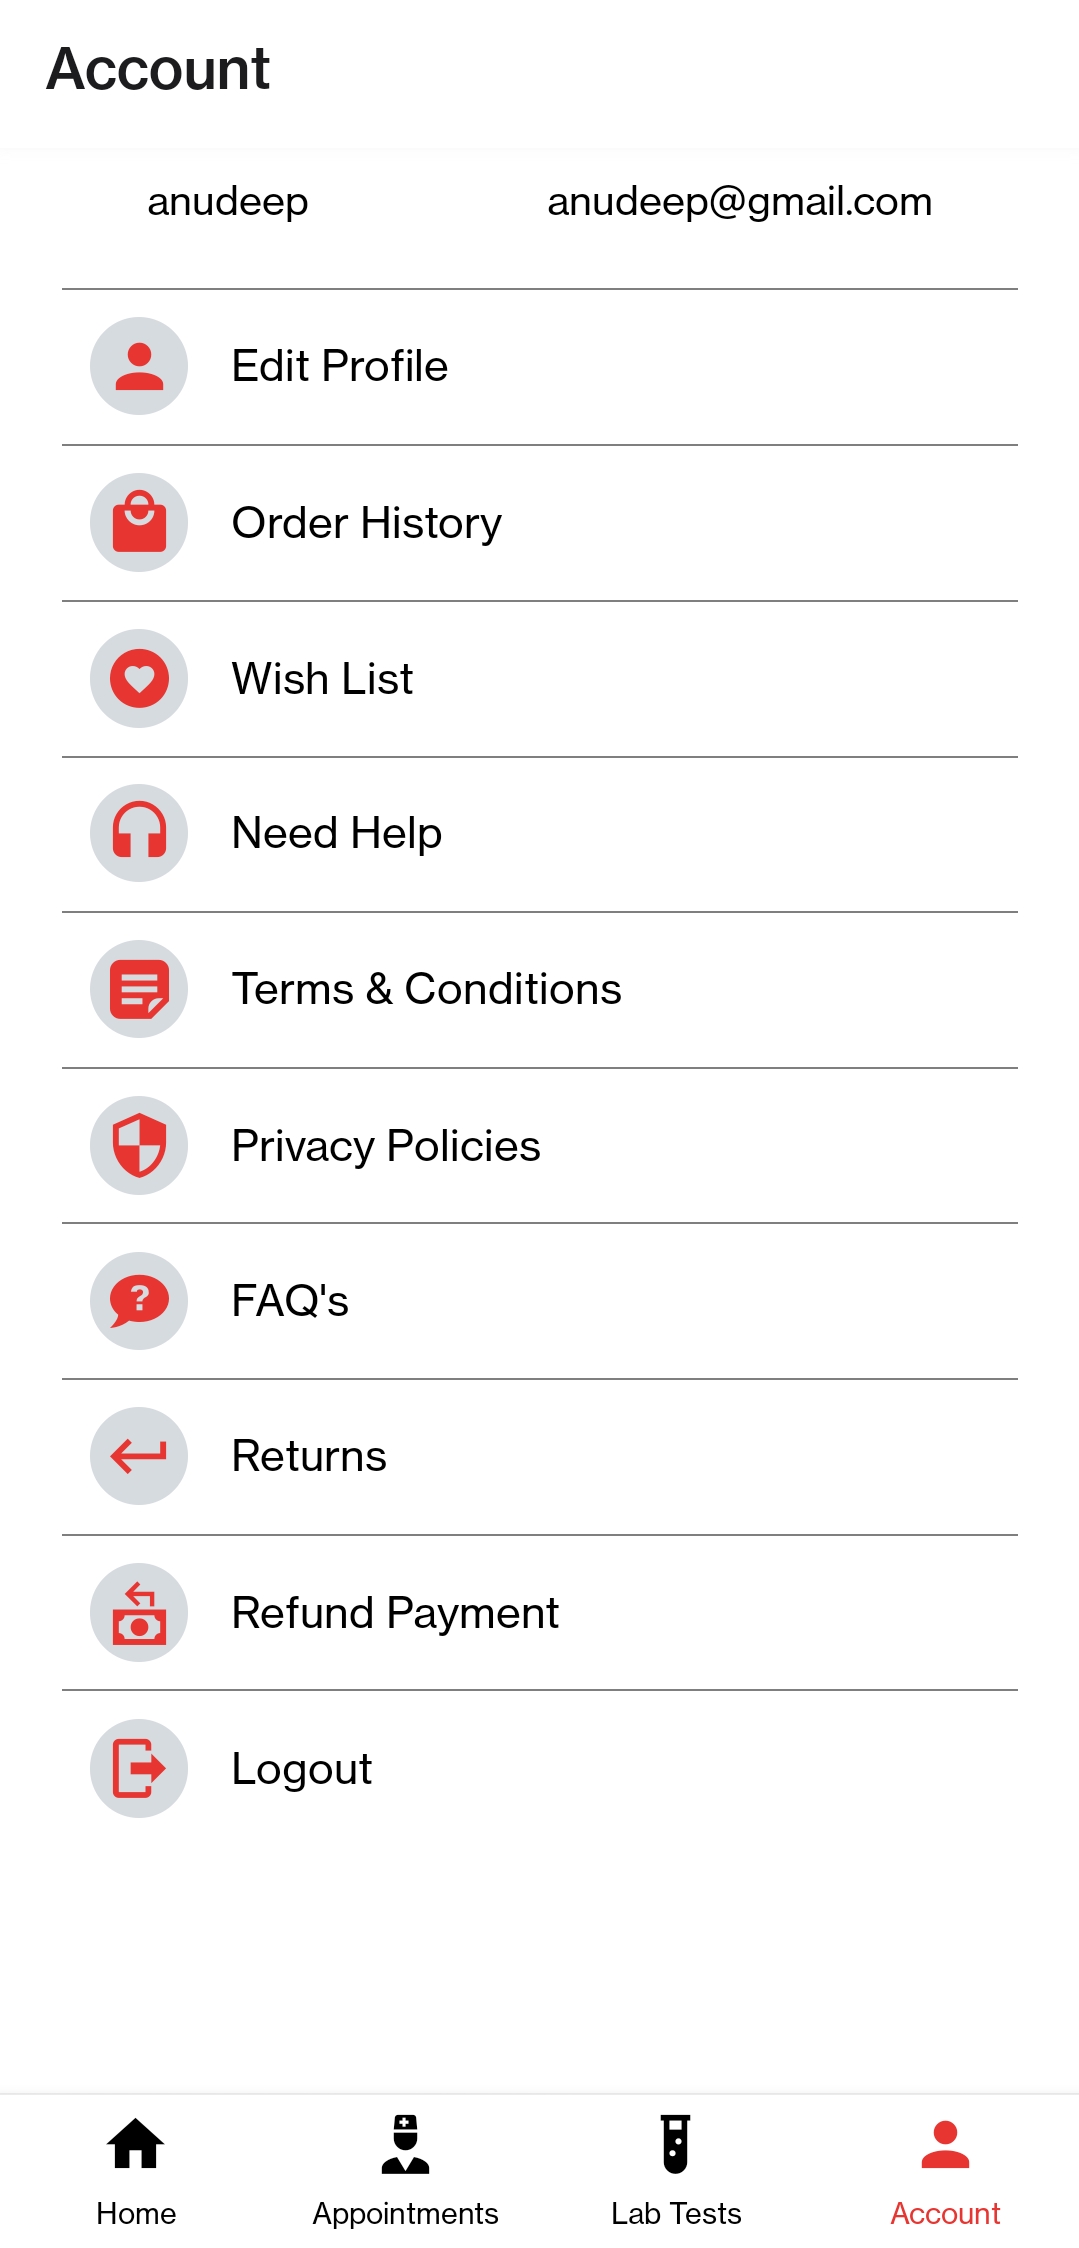 Account
anudeep anudeep@gmail.com
Edit Profile
Order History
Wish List
Need Help
Terms & Conditions
Privacy Policies
FAQ's
Returns
Refund Payment
Logout
Home Appointments Lab Tests Account